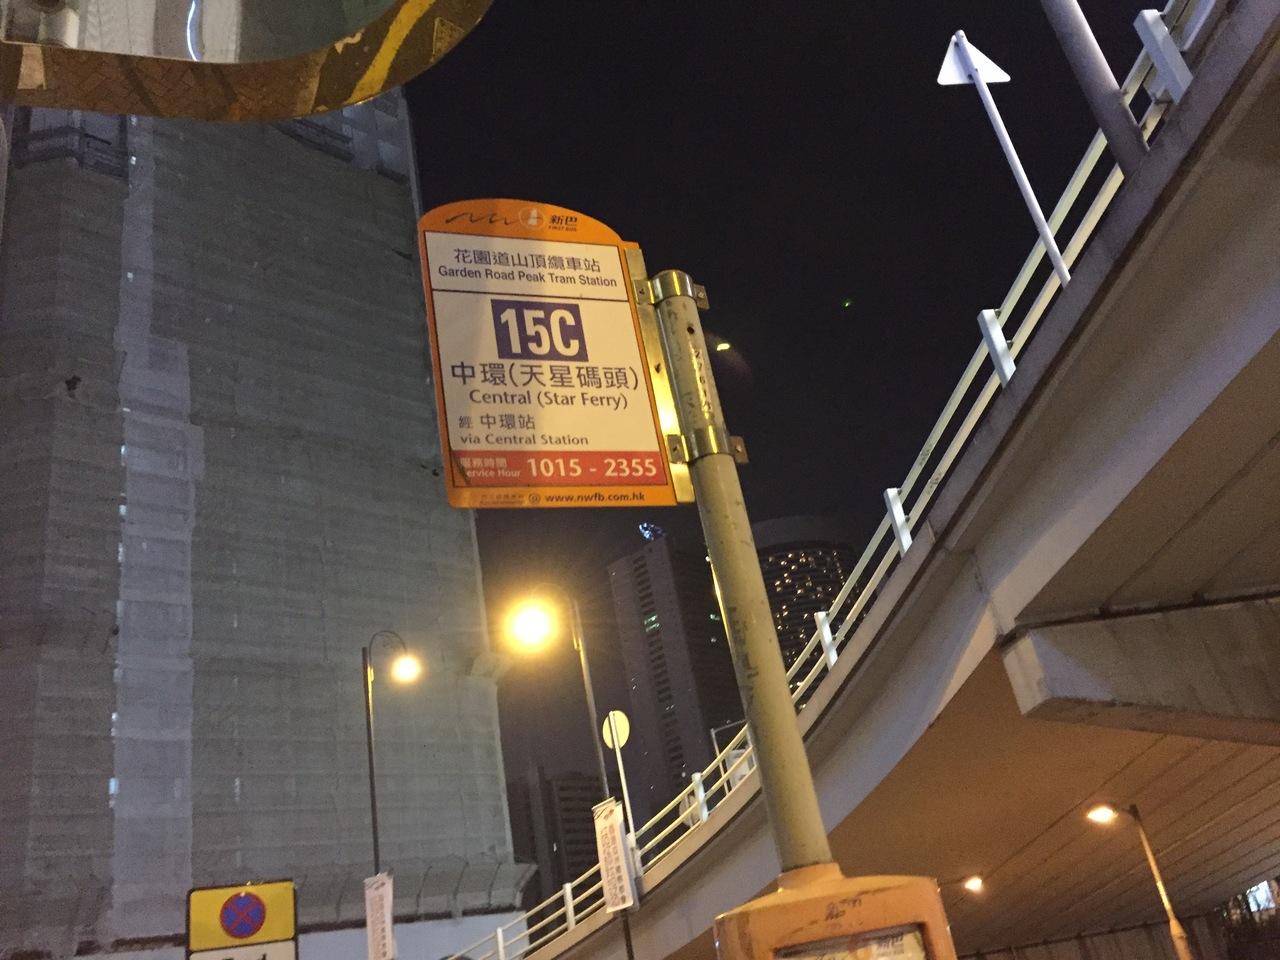 新巴
FIRST BUS
花園道山頂纜車站
Garden Road Peak Tram Station
15C
中環(天星碼頭)
Central (Star Ferry)
經 中環站
via Central Station
服務時間
Service Hour
1015 - 2355
@ www.nwfb.com.hk